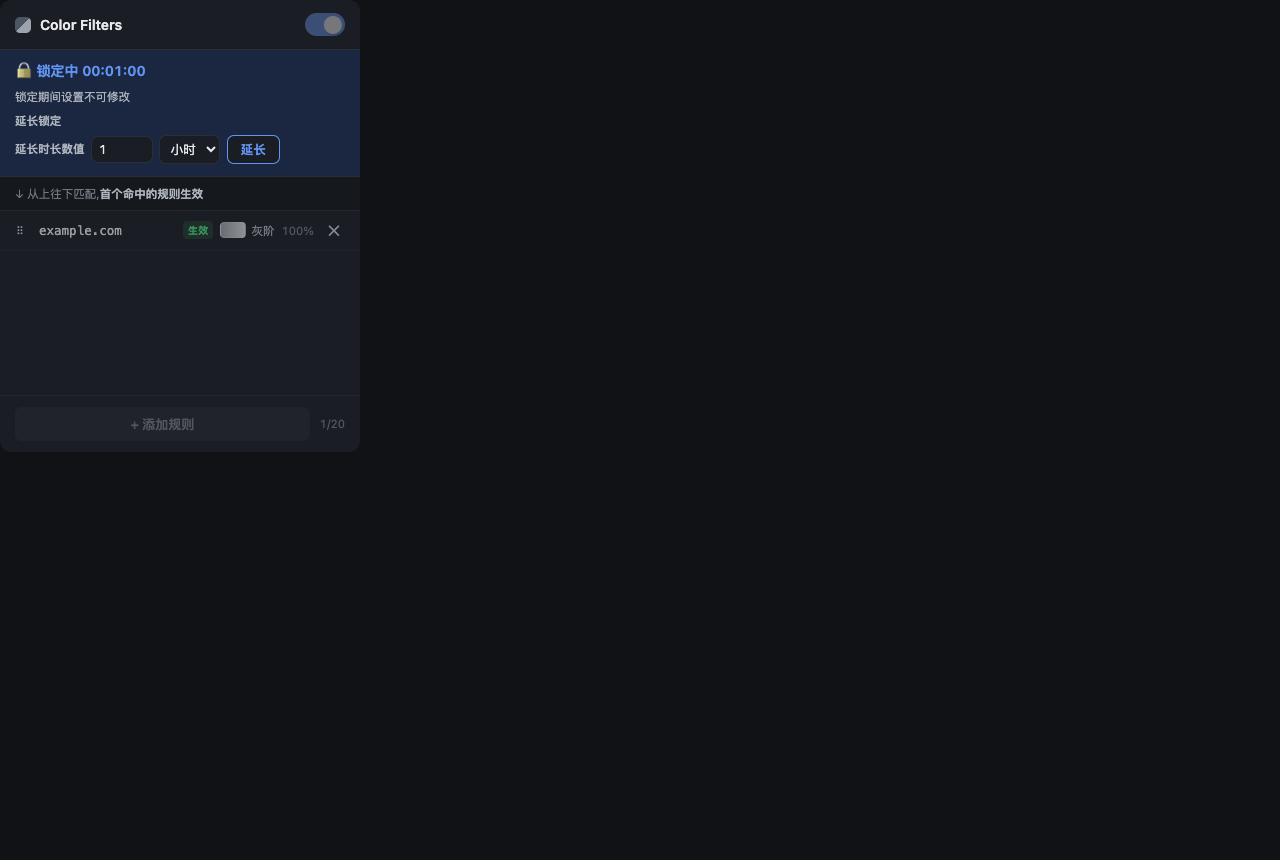 Color Filters
🔒 锁定中 00:01:00
锁定期间设置不可修改
延长锁定
延长时长数值 1 小时 延长
↓ 从上往下匹配,首个命中的规则生效
⠿ example.com 生效 灰阶 100% ✕
+ 添加规则 1/20